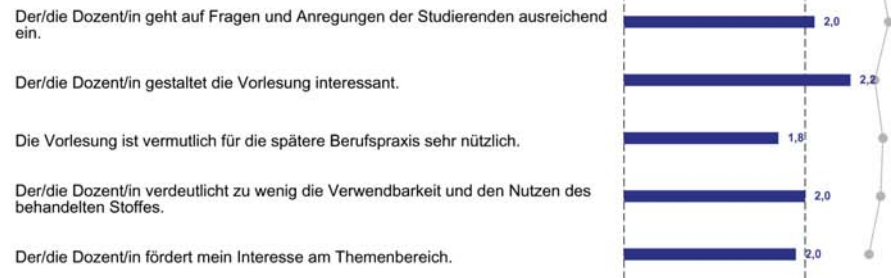 Der/die Dozent/in geht auf Fragen und Anregungen der Studierenden ausreichend
ein.
2,0
Der/die Dozent/in gestaltet die Vorlesung interessant.
2,2
Die Vorlesung ist vermutlich für die spätere Berufspraxis sehr nützlich.
1,8
Der/die Dozent/in verdeutlicht zu wenig die Verwendbarkeit und den Nutzen des
behandelten Stoffes.
2,0
Der/die Dozent/in fördert mein Interesse am Themenbereich.
2,0